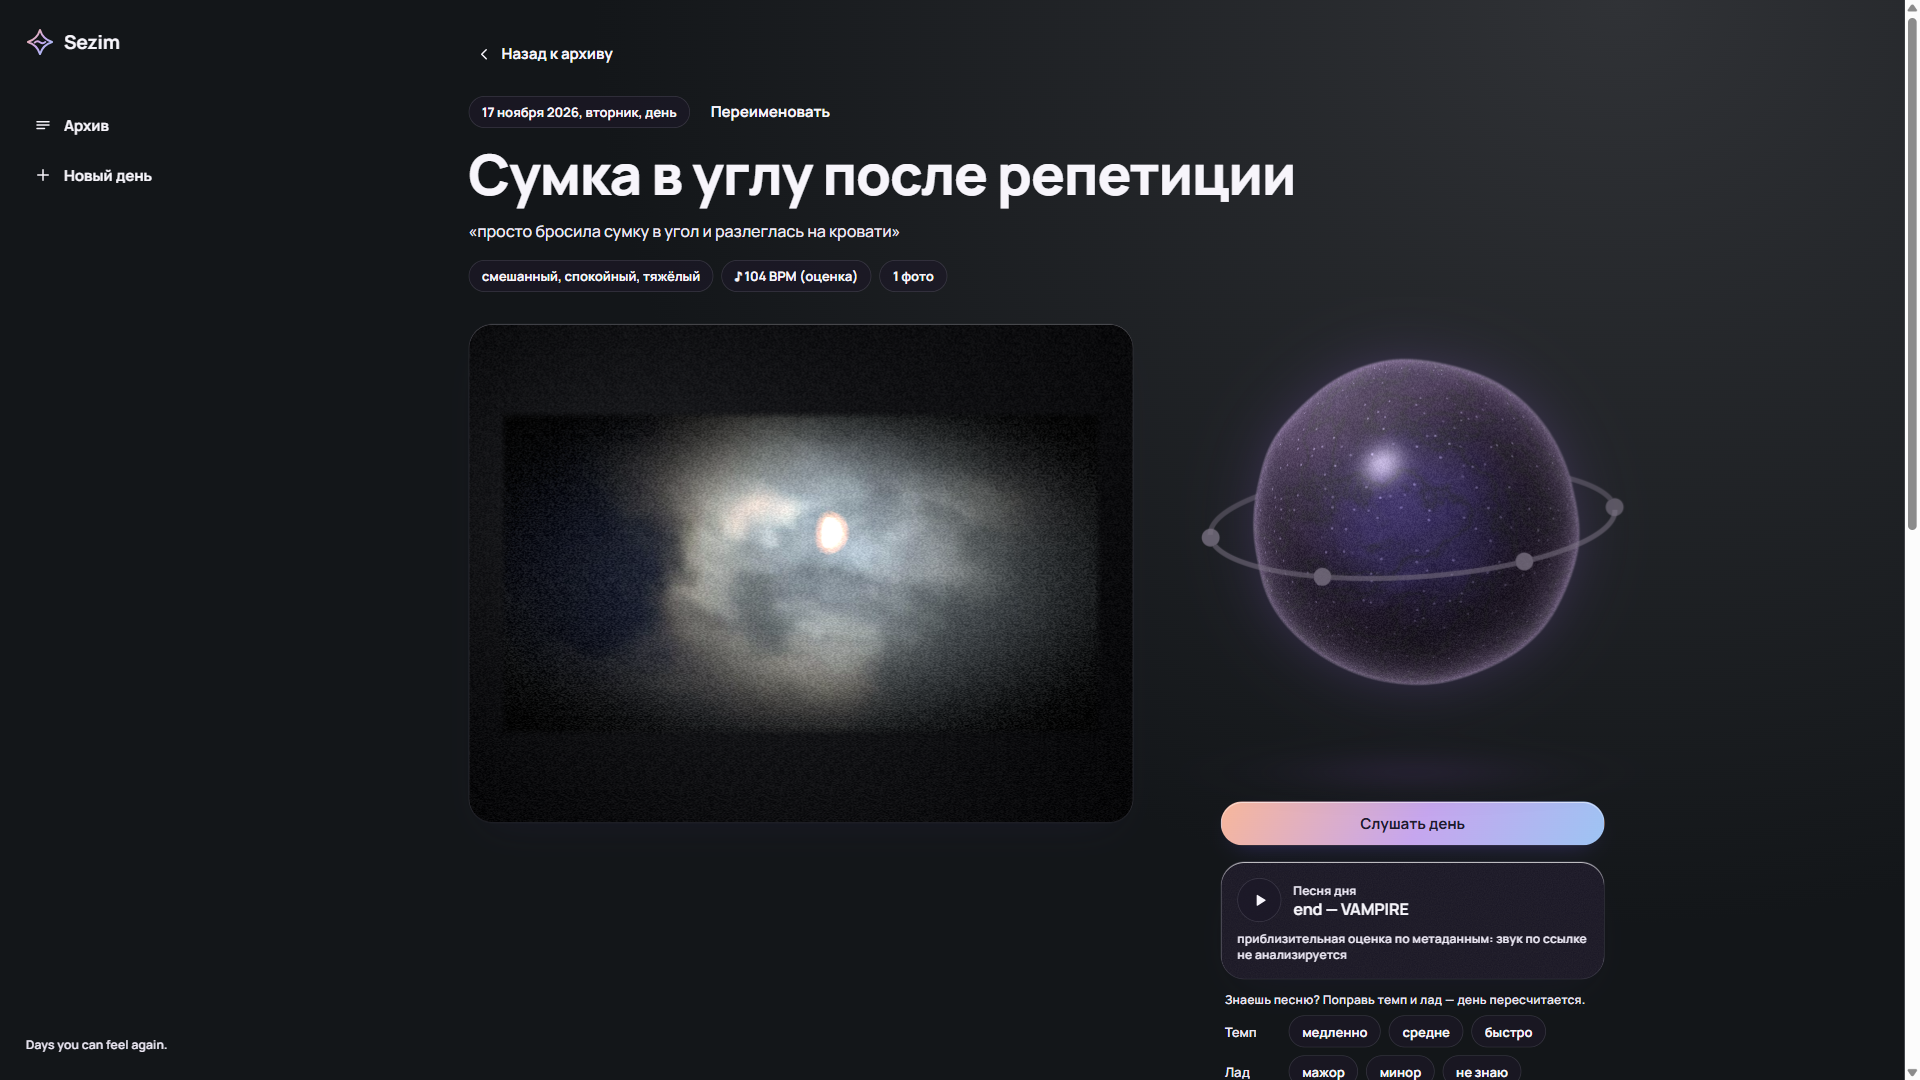 Sezim
Архив
Новый день
Назад к архиву
17 ноября 2026, вторник, день
Переименовать
Сумка в углу после репетиции
«просто бросила сумку в угол и разлеглась на кровати»
смешанный, спокойный, тяжёлый
♪ 104 BPM (оценка)
1 фото
Слушать день
Песня дня
end — VAMPIRE
приблизительная оценка по метаданным: звук по ссылке
не анализируется
Знаешь песню? Поправь темп и лад — день пересчитается.
Темп
медленно
средне
быстро
Лад
мажор
минор
не знаю
Days you can feel again.